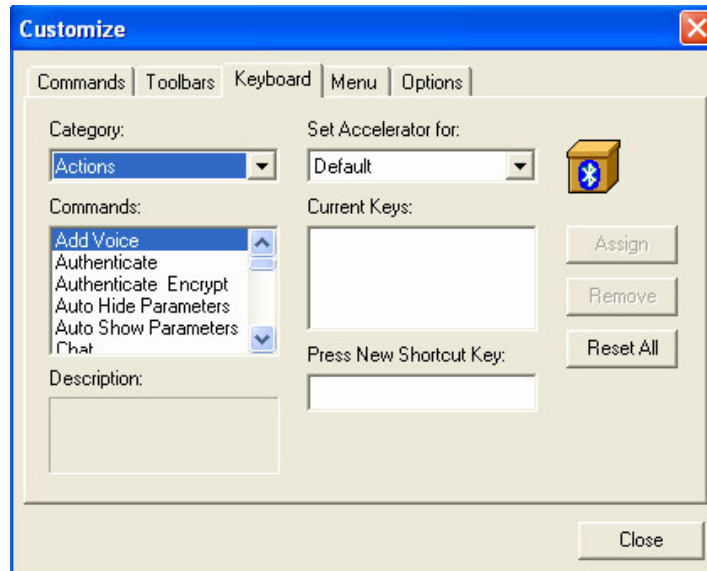 Customize
Commands Toolbars Keyboard Menu Options
Category:
Actions
Commands:
Add Voice
Authenticate
Authenticate Encrypt
Auto Hide Parameters
Auto Show Parameters
Chat
Description:
Set Accelerator for:
Default
Current Keys:
Press New Shortcut Key:
Assign
Remove
Reset All
Close